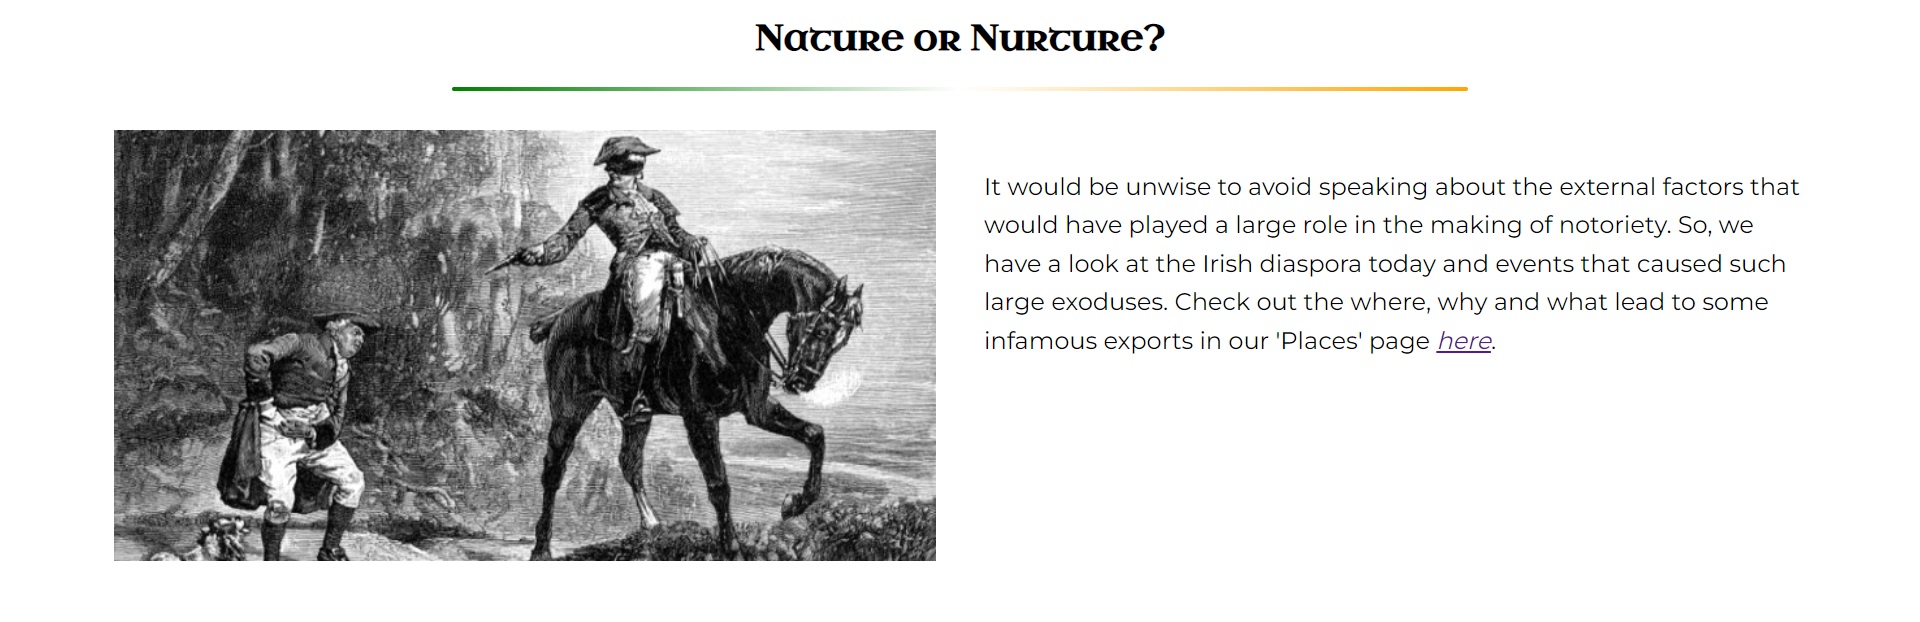 Nature or Nurture?
It would be unwise to avoid speaking about the external factors that
would have played a large role in the making of notoriety. So, we
have a look at the Irish diaspora today and events that caused such
large exoduses. Check out the where, why and what lead to some
infamous exports in our 'Places' page here.